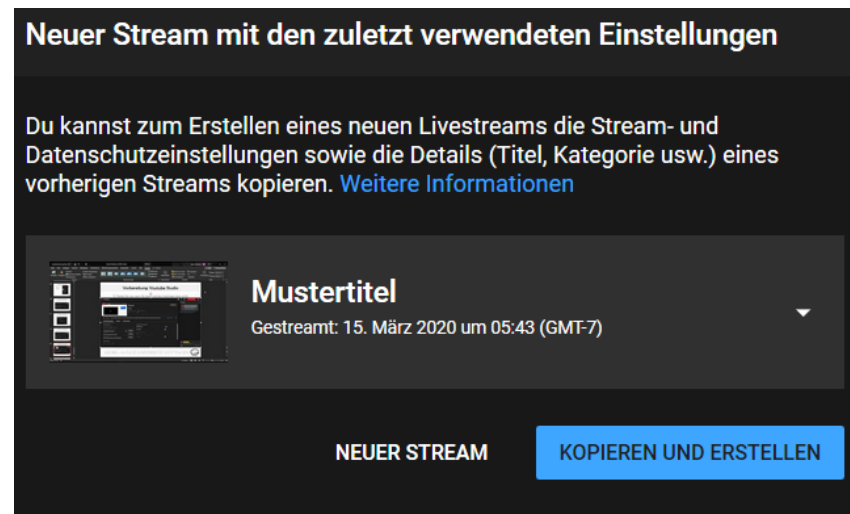 Neuer Stream mit den zuletzt verwendeten Einstellungen
Du kannst zum Erstellen eines neuen Livestreams die Stream- und
Datenschutzeinstellungen sowie die Details (Titel, Kategorie usw.) eines
vorherigen Streams kopieren. Weitere Informationen
Mustertitel
Gestreamt: 15. März 2020 um 05:43 (GMT-7)
NEUER STREAM
KOPIEREN UND ERSTELLEN